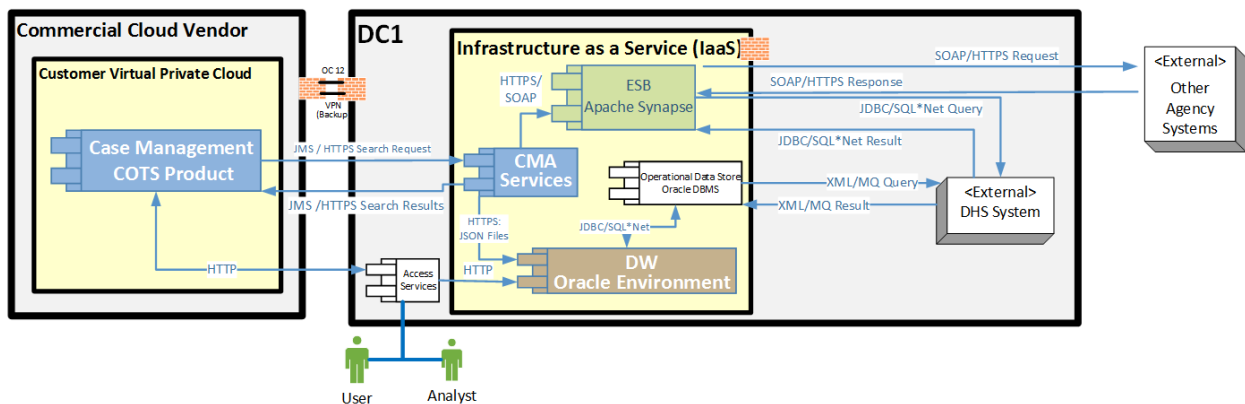 Commercial Cloud Vendor
Customer Virtual Private Cloud
Case Management
COTS Product
OC 12
VPN
(Backup
DC1
Infrastructure as a Service (IaaS)
HTTPS/
SOAP
ESB
Apache Synapse
JMS / HTTPS Search Request
JMS /HTTPS Search Results
CMA
Services
Operational Data Store
Oracle DBMS
HTTPS:
JSON Files
JDBC/SQL*Net
DW
Oracle Environment
HTTP
Access
Services
HTTP
SOAP/HTTPS Request
SOAP/HTTPS Response
JDBC/SQL*Net Query
JDBC/SQL*Net Result
XML/MQ Query
XML/MQ Result
<External>
DHS System
<External>
Other
Agency
Systems
User
Analyst